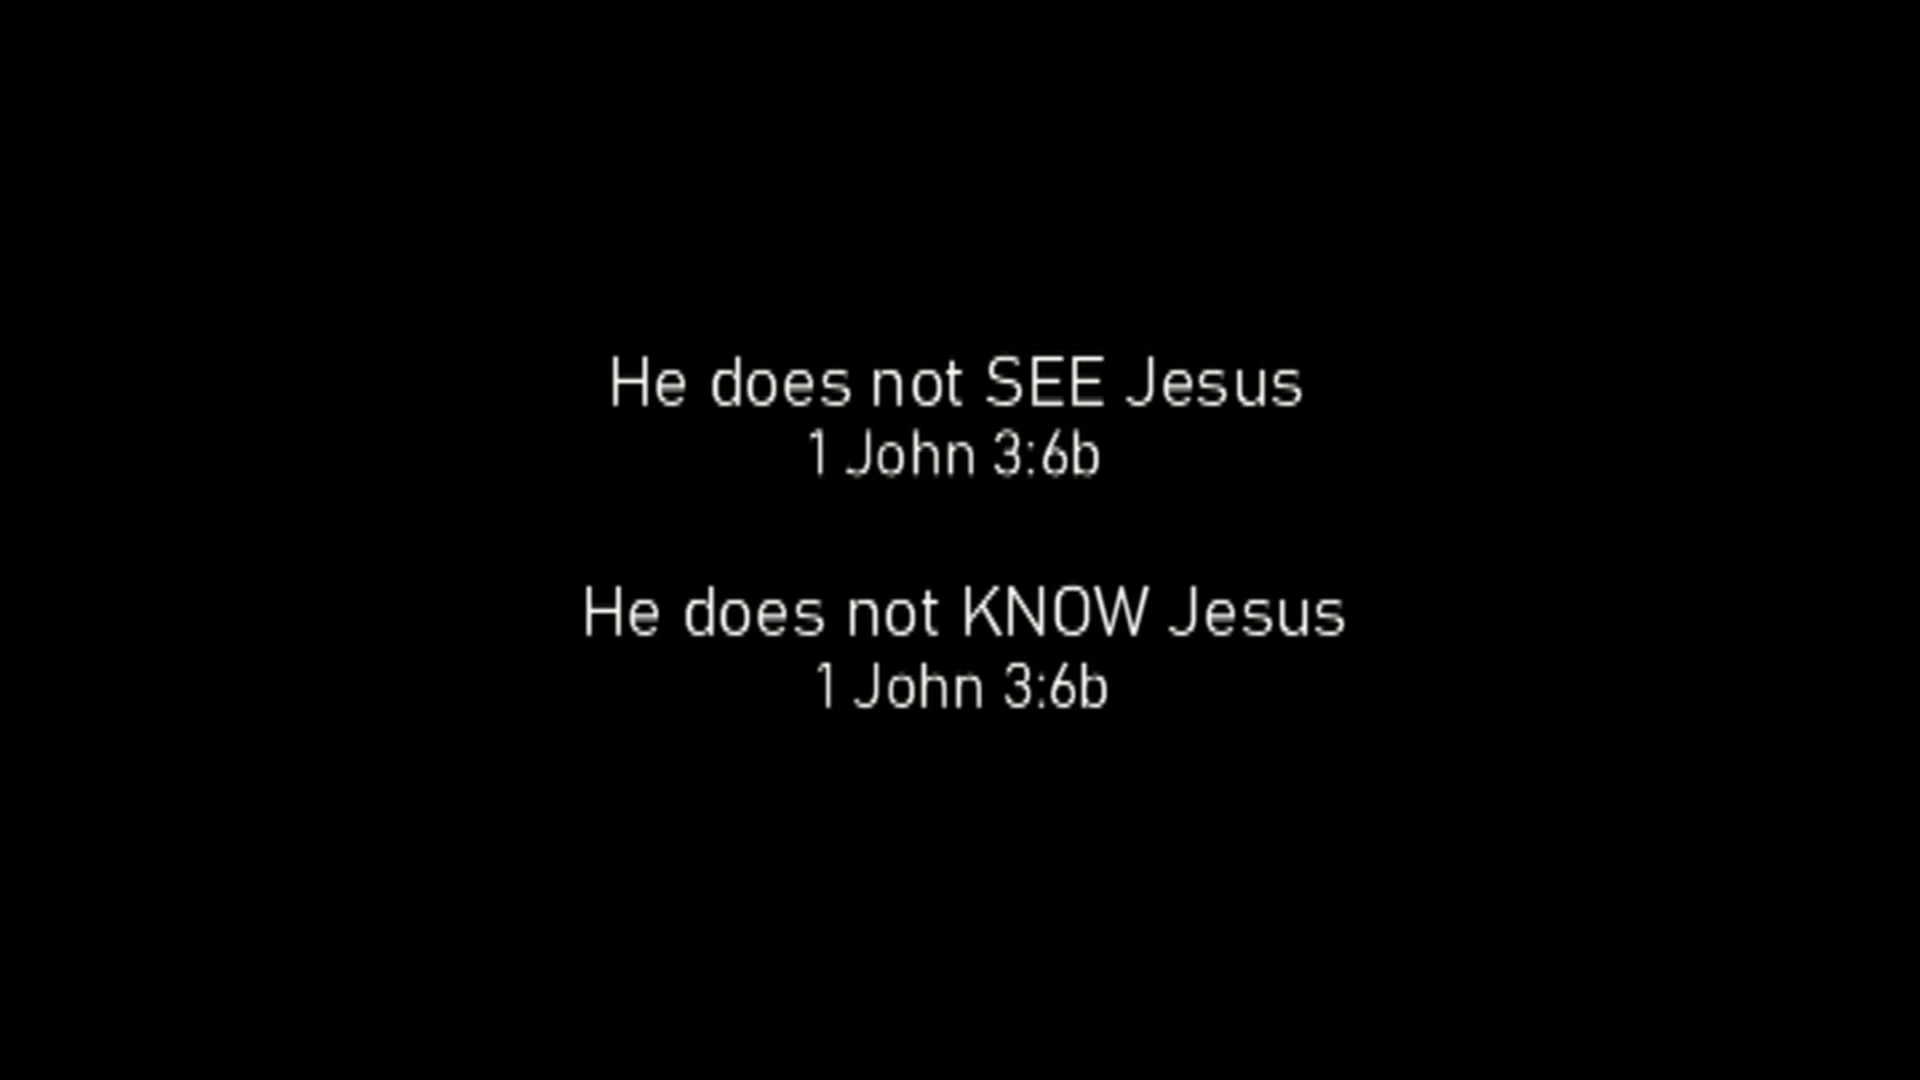 He does not SEE Jesus
1 John 3:6b
He does not KNOW Jesus
1 John 3:6b